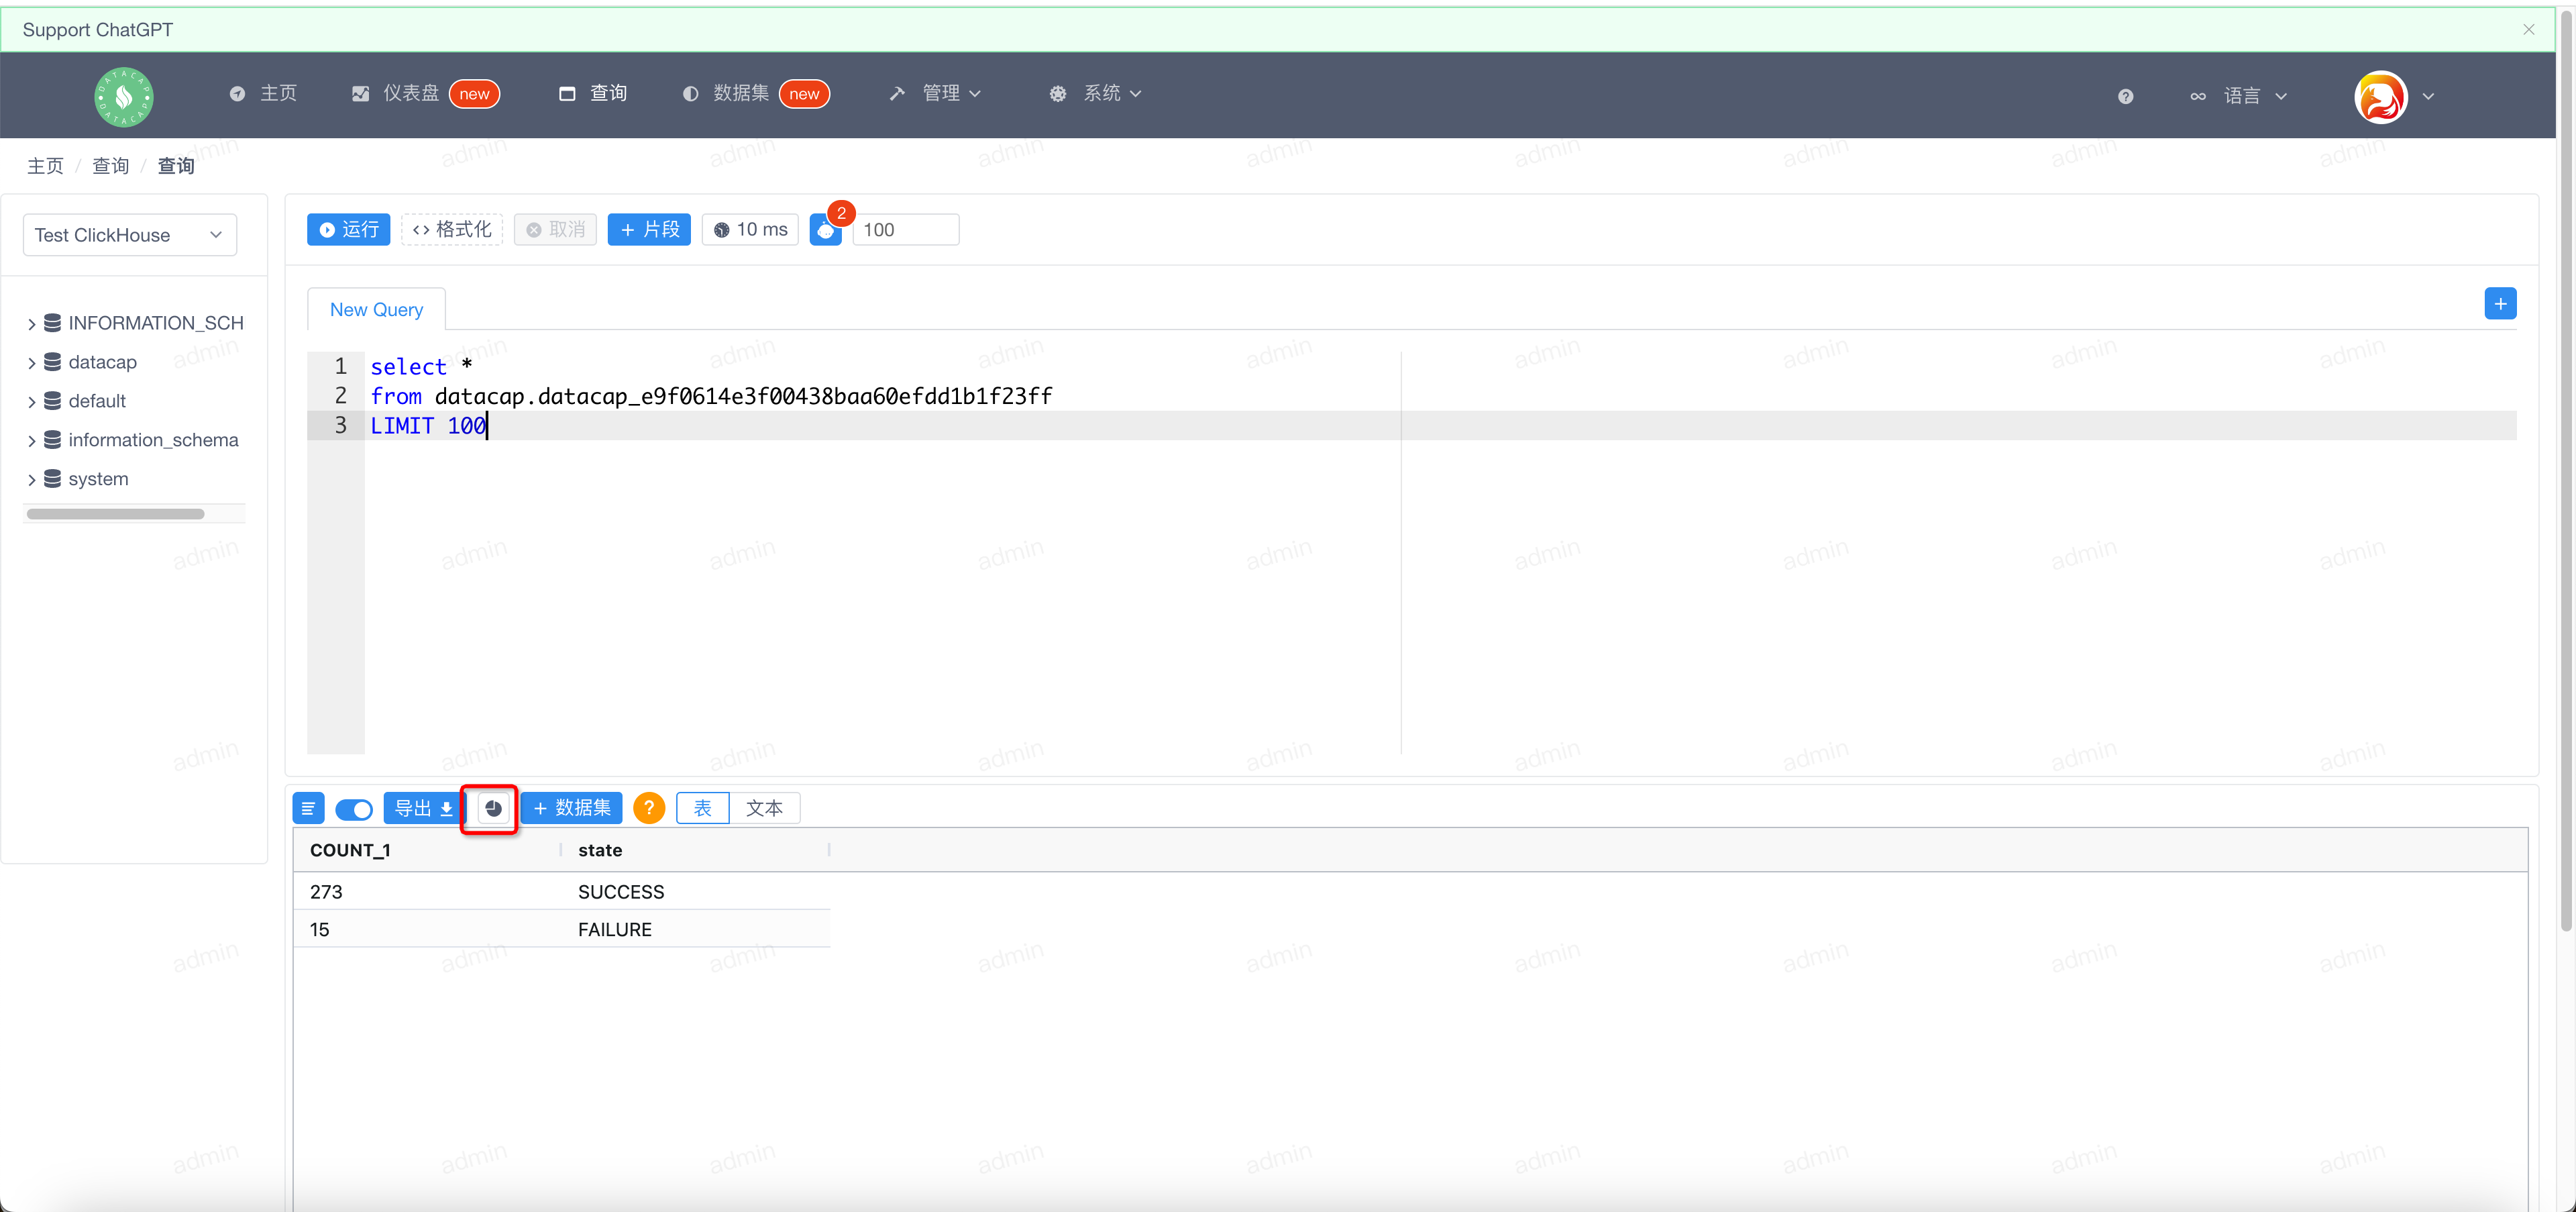 Support ChatGPT
DATACAP DATACAP
主页 仪表盘 new 查询 数据集 new 管理 系统 语言
主页 / 查询 / 查询
Test ClickHouse
INFORMATION_SCH
datacap
default
information_schema
system
运行 <> 格式化 取消 + 片段 10 ms 2 100
New Query
1 select *
2 from datacap.datacap_e9f0614e3f00438baa60efdd1b1f23ff
3 LIMIT 100
导出 + 数据集 ? 表 文本
COUNT_1 state
273 SUCCESS
15 FAILURE
admin